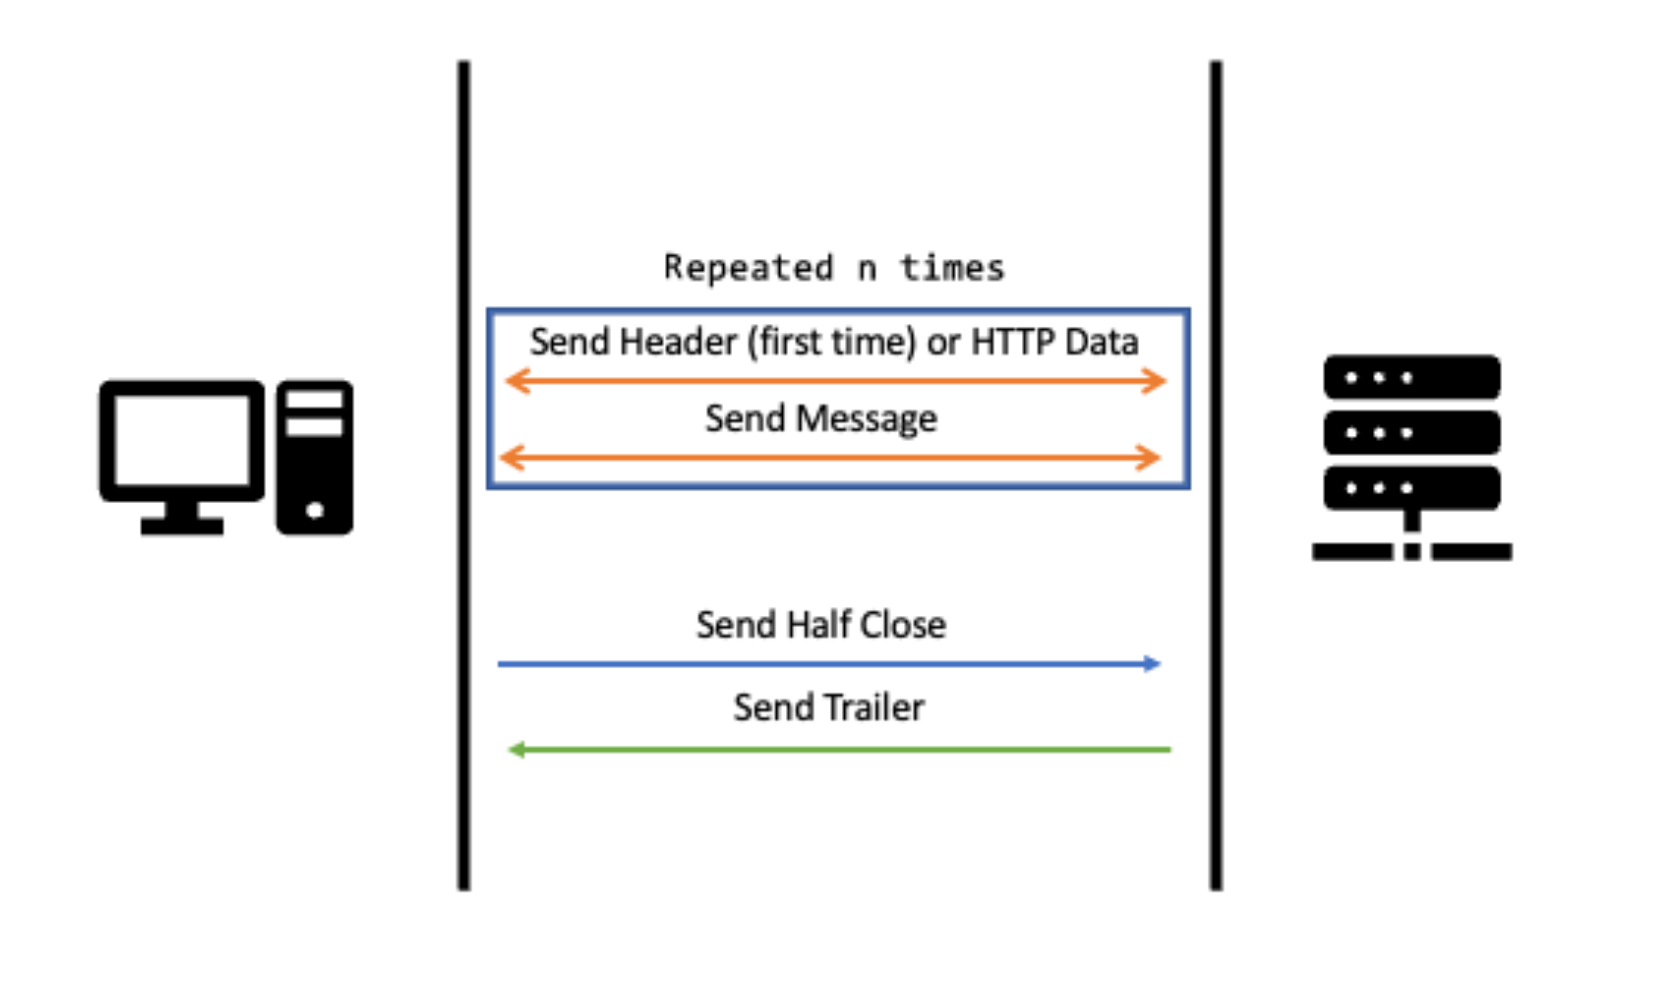 Repeated n times
Send Header (first time) or HTTP Data
Send Message
Send Half Close
Send Trailer